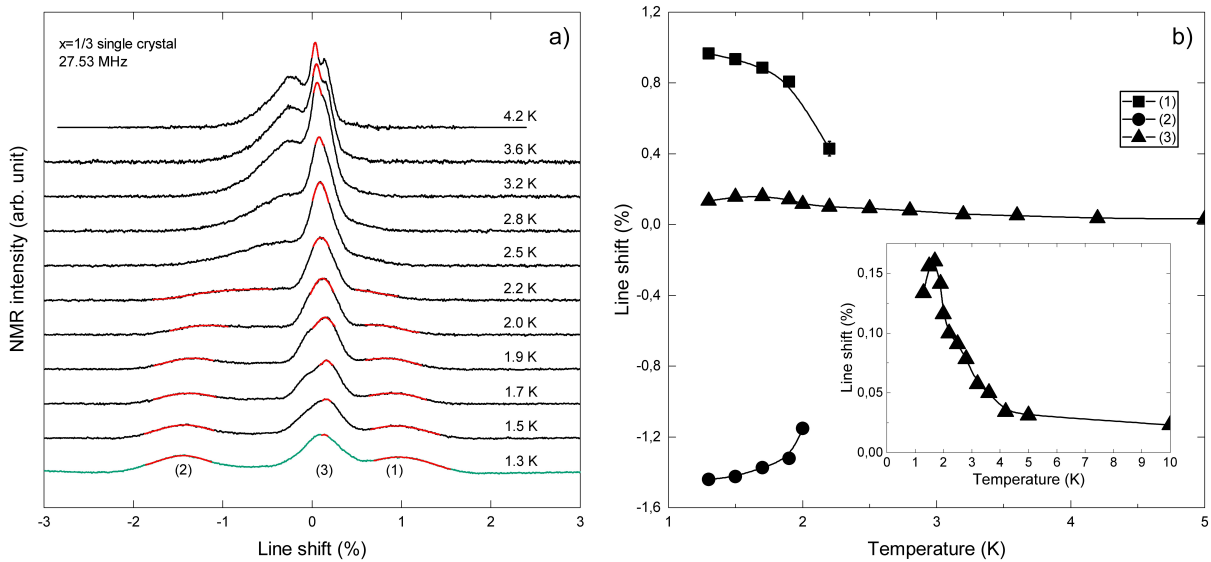 a)
x=1/3 single crystal
27.53 MHz
4.2 K
3.6 K
3.2 K
2.8 K
2.5 K
2.2 K
2.0 K
1.9 K
1.7 K
1.5 K
1.3 K
(2) (3) (1)
-3 -2 -1 0 1 2 3
Line shift (%)
NMR intensity (arb. unit)
b)
1,2
0,8
0,4
0,0
-0,4
-0,8
-1,2
-1,6
Line shift (%)
(1)
(2)
(3)
0,15
0,10
0,05
0,00
Line shift (%)
0 1 2 3 4 5 6 7 8 9 10
Temperature (K)
1 2 3 4 5
Temperature (K)